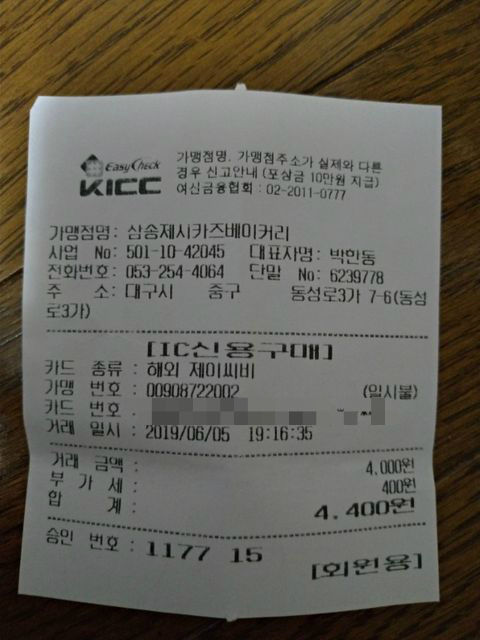 EasyCheck
KICC
가맹점명, 가맹점주소가 실제와 다른
경우 신고안내 (포상금 10만원 지급)
여신금융협회 : 02-2011-0777
가맹점명: 삼송제시카즈베이커리
사업 No: 501-10-42045 대표자명: 박한동
전화번호: 053-254-4064 단말 No: 6239778
주 소: 대구시 중구 동성로3가 7-6(동성
로3가)
[IC신용구매]
카드 종류 : 해외 제이씨비
가맹 번호 : 00908722002 (일시불)
카드 번호 :
거래 일시 : 2019/06/05 19:16:35
거래 금액 : 4,000원
부 가 세 : 400원
합 계 : 4,400원
승인 번호 : 1177 15
[회원용]